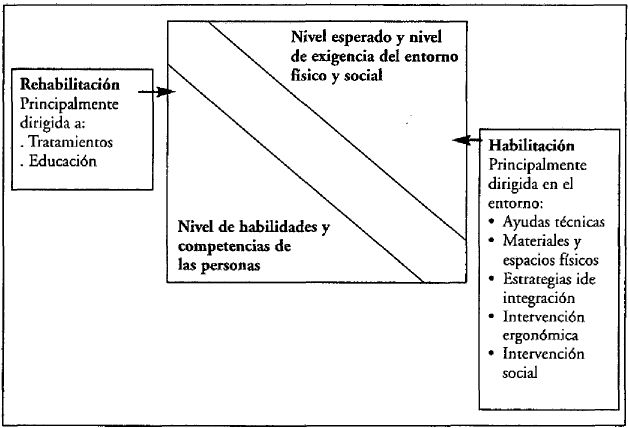 Nivel esperado y nivel
de exigencia del entorno
físico y social
Rehabilitación
Principalmente
dirigida a:
. Tratamientos
. Educación
Nivel de habilidades y
competencias de
las personas
Habilitación
Principalmente
dirigida en el
entorno:
• Ayudas técnicas
• Materiales y
espacios físicos
• Estrategias ide
integración
• Intervención
ergonómica
• Intervención
social